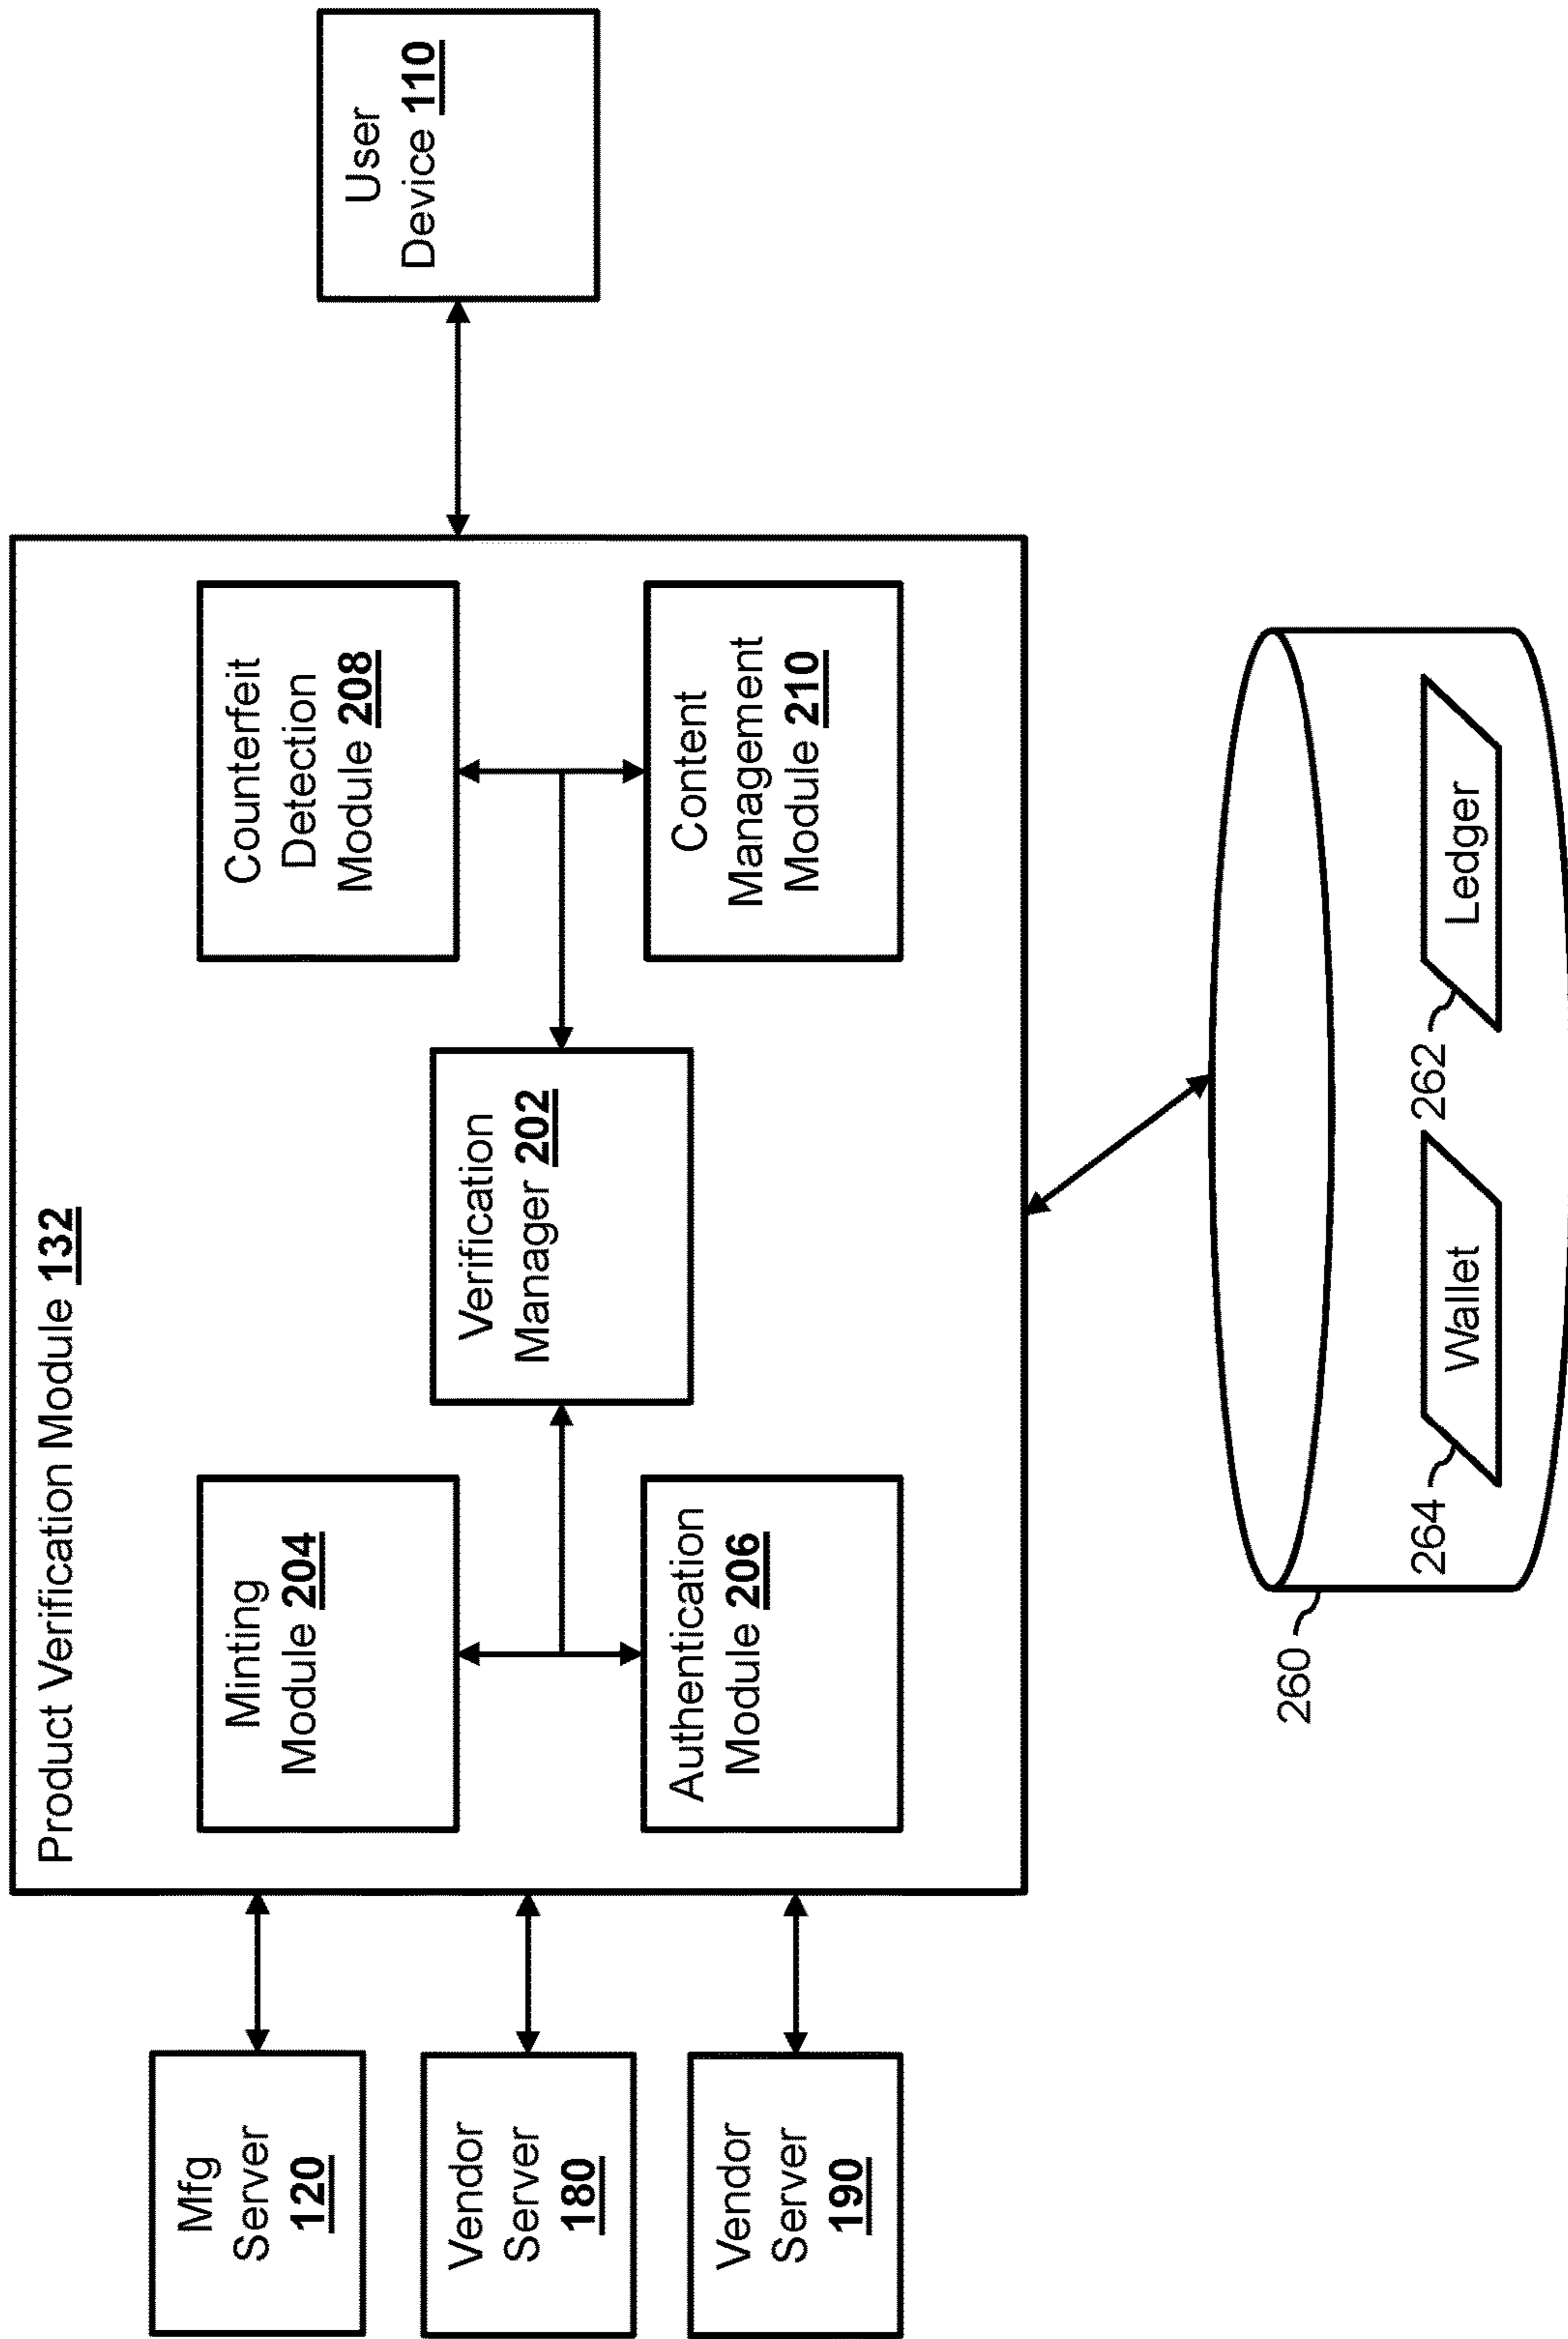 Product Verification Module 132
Mfg
Server
120
Vendor
Server
180
Vendor
Server
190
Minting
Module 204
Authentication
Module 206
Verification
Manager 202
Counterfeit
Detection
Module 208
Content
Management
Module 210
User
Device 110
260
264
Wallet
262
Ledger